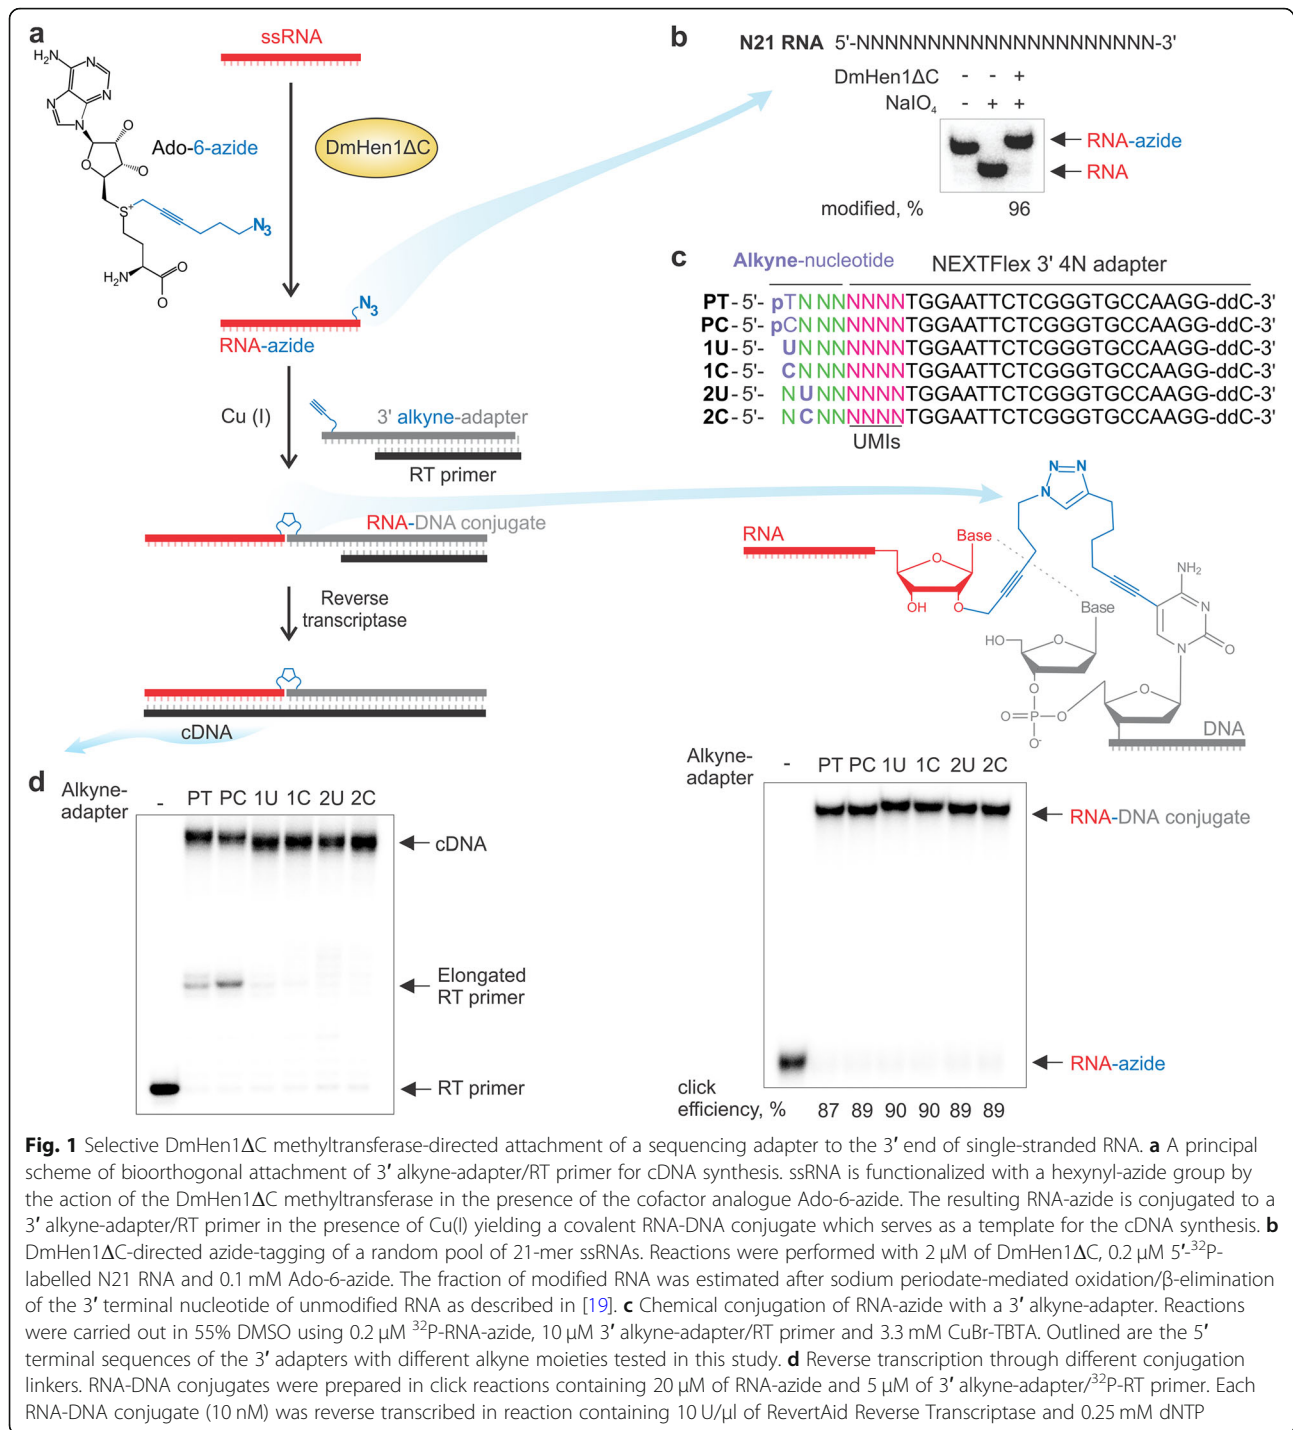 a
ssRNA
NH₂
H₂N
N
N
N
N
O
O
O
Ado-6-azide
DmHen1ΔC
S⁺
N₃
H₂N
O
O
N₃
RNA-azide
Cu (I)
3' alkyne-adapter
RT primer
RNA-DNA conjugate
Reverse
transcriptase
cDNA
b
N21 RNA 5'-NNNNNNNNNNNNNNNNNNNNN-3'
DmHen1ΔC - - +
NaIO₄ - + +
RNA-azide
RNA
modified, % 96
c
Alkyne-nucleotide NEXTFlex 3' 4N adapter
PT - 5'- pTNNNNNNNTGGAATTCTCGGGTGCCAAGG-ddC-3'
PC - 5'- pCNNNNNNNTGGAATTCTCGGGTGCCAAGG-ddC-3'
1U - 5'- UNNNNNNNTGGAATTCTCGGGTGCCAAGG-ddC-3'
1C - 5'- CNNNNNNNTGGAATTCTCGGGTGCCAAGG-ddC-3'
2U - 5'- NUNNNNNNTGGAATTCTCGGGTGCCAAGG-ddC-3'
2C - 5'- NCNNNNNNTGGAATTCTCGGGTGCCAAGG-ddC-3'
UMIs
N=N
N
RNA
Base
O
OH
O
Base
NH₂
N
N
O
HO
O
O
O=P-O
O⁻
O
DNA
Alkyne-
adapter
- PT PC 1U 1C 2U 2C
RNA-DNA conjugate
RNA-azide
click
efficiency, % 87 89 90 90 89 89
d
Alkyne-
adapter
- PT PC 1U 1C 2U 2C
cDNA
Elongated
RT primer
RT primer
Fig. 1 Selective DmHen1ΔC methyltransferase-directed attachment of a sequencing adapter to the 3′ end of single-stranded RNA. a A principal
scheme of bioorthogonal attachment of 3′ alkyne-adapter/RT primer for cDNA synthesis. ssRNA is functionalized with a hexynyl-azide group by
the action of the DmHen1ΔC methyltransferase in the presence of the cofactor analogue Ado-6-azide. The resulting RNA-azide is conjugated to a
3′ alkyne-adapter/RT primer in the presence of Cu(I) yielding a covalent RNA-DNA conjugate which serves as a template for the cDNA synthesis. b
DmHen1ΔC-directed azide-tagging of a random pool of 21-mer ssRNAs. Reactions were performed with 2 μM of DmHen1ΔC, 0.2 μM 5′-³²P-
labelled N21 RNA and 0.1 mM Ado-6-azide. The fraction of modified RNA was estimated after sodium periodate-mediated oxidation/β-elimination
of the 3′ terminal nucleotide of unmodified RNA as described in [19]. c Chemical conjugation of RNA-azide with a 3′ alkyne-adapter. Reactions
were carried out in 55% DMSO using 0.2 μM ³²P-RNA-azide, 10 μM 3′ alkyne-adapter/RT primer and 3.3 mM CuBr-TBTA. Outlined are the 5′
terminal sequences of the 3′ adapters with different alkyne moieties tested in this study. d Reverse transcription through different conjugation
linkers. RNA-DNA conjugates were prepared in click reactions containing 20 μM of RNA-azide and 5 μM of 3′ alkyne-adapter/³²P-RT primer. Each
RNA-DNA conjugate (10 nM) was reverse transcribed in reaction containing 10 U/μl of RevertAid Reverse Transcriptase and 0.25 mM dNTP